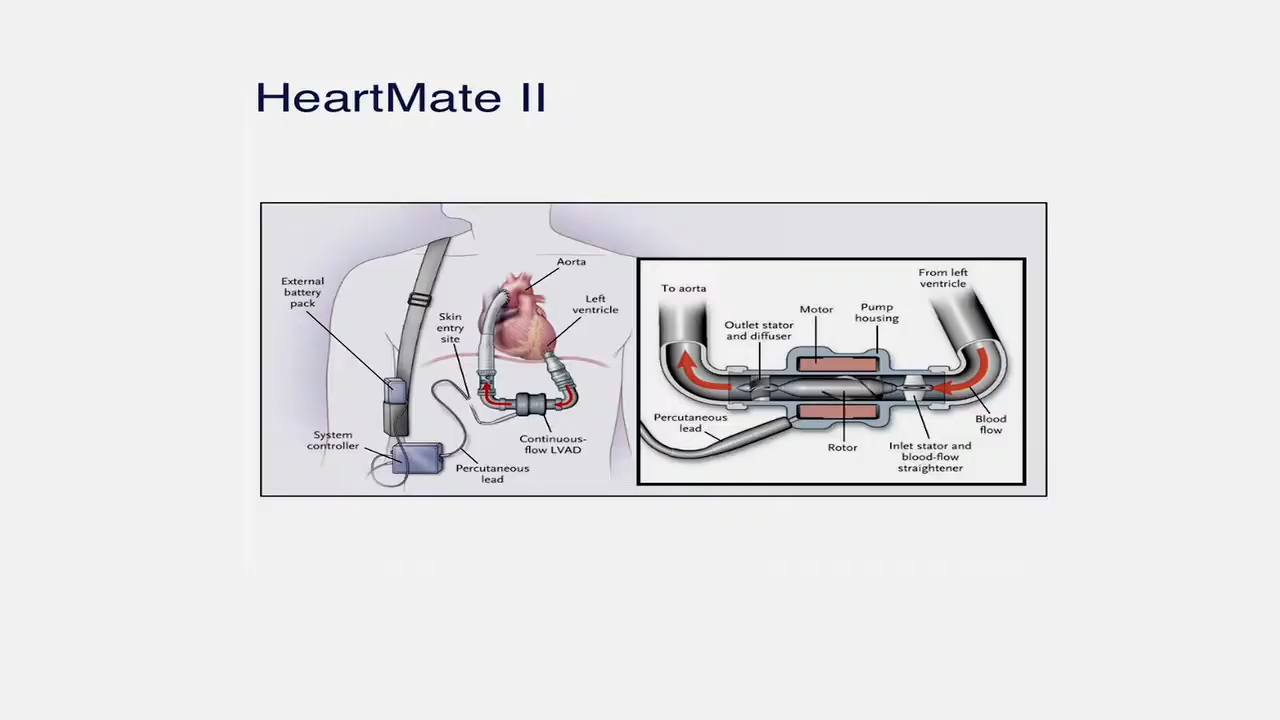 HeartMate II
External
battery
pack
Skin
entry
site
Aorta
Left
ventricle
System
controller
Percutaneous
lead
Continuous-
flow LVAD
To aorta
From left
ventricle
Motor
Pump
housing
Outlet stator
and diffuser
Percutaneous
lead
Rotor
Inlet stator and
blood-flow
straightener
Blood
flow